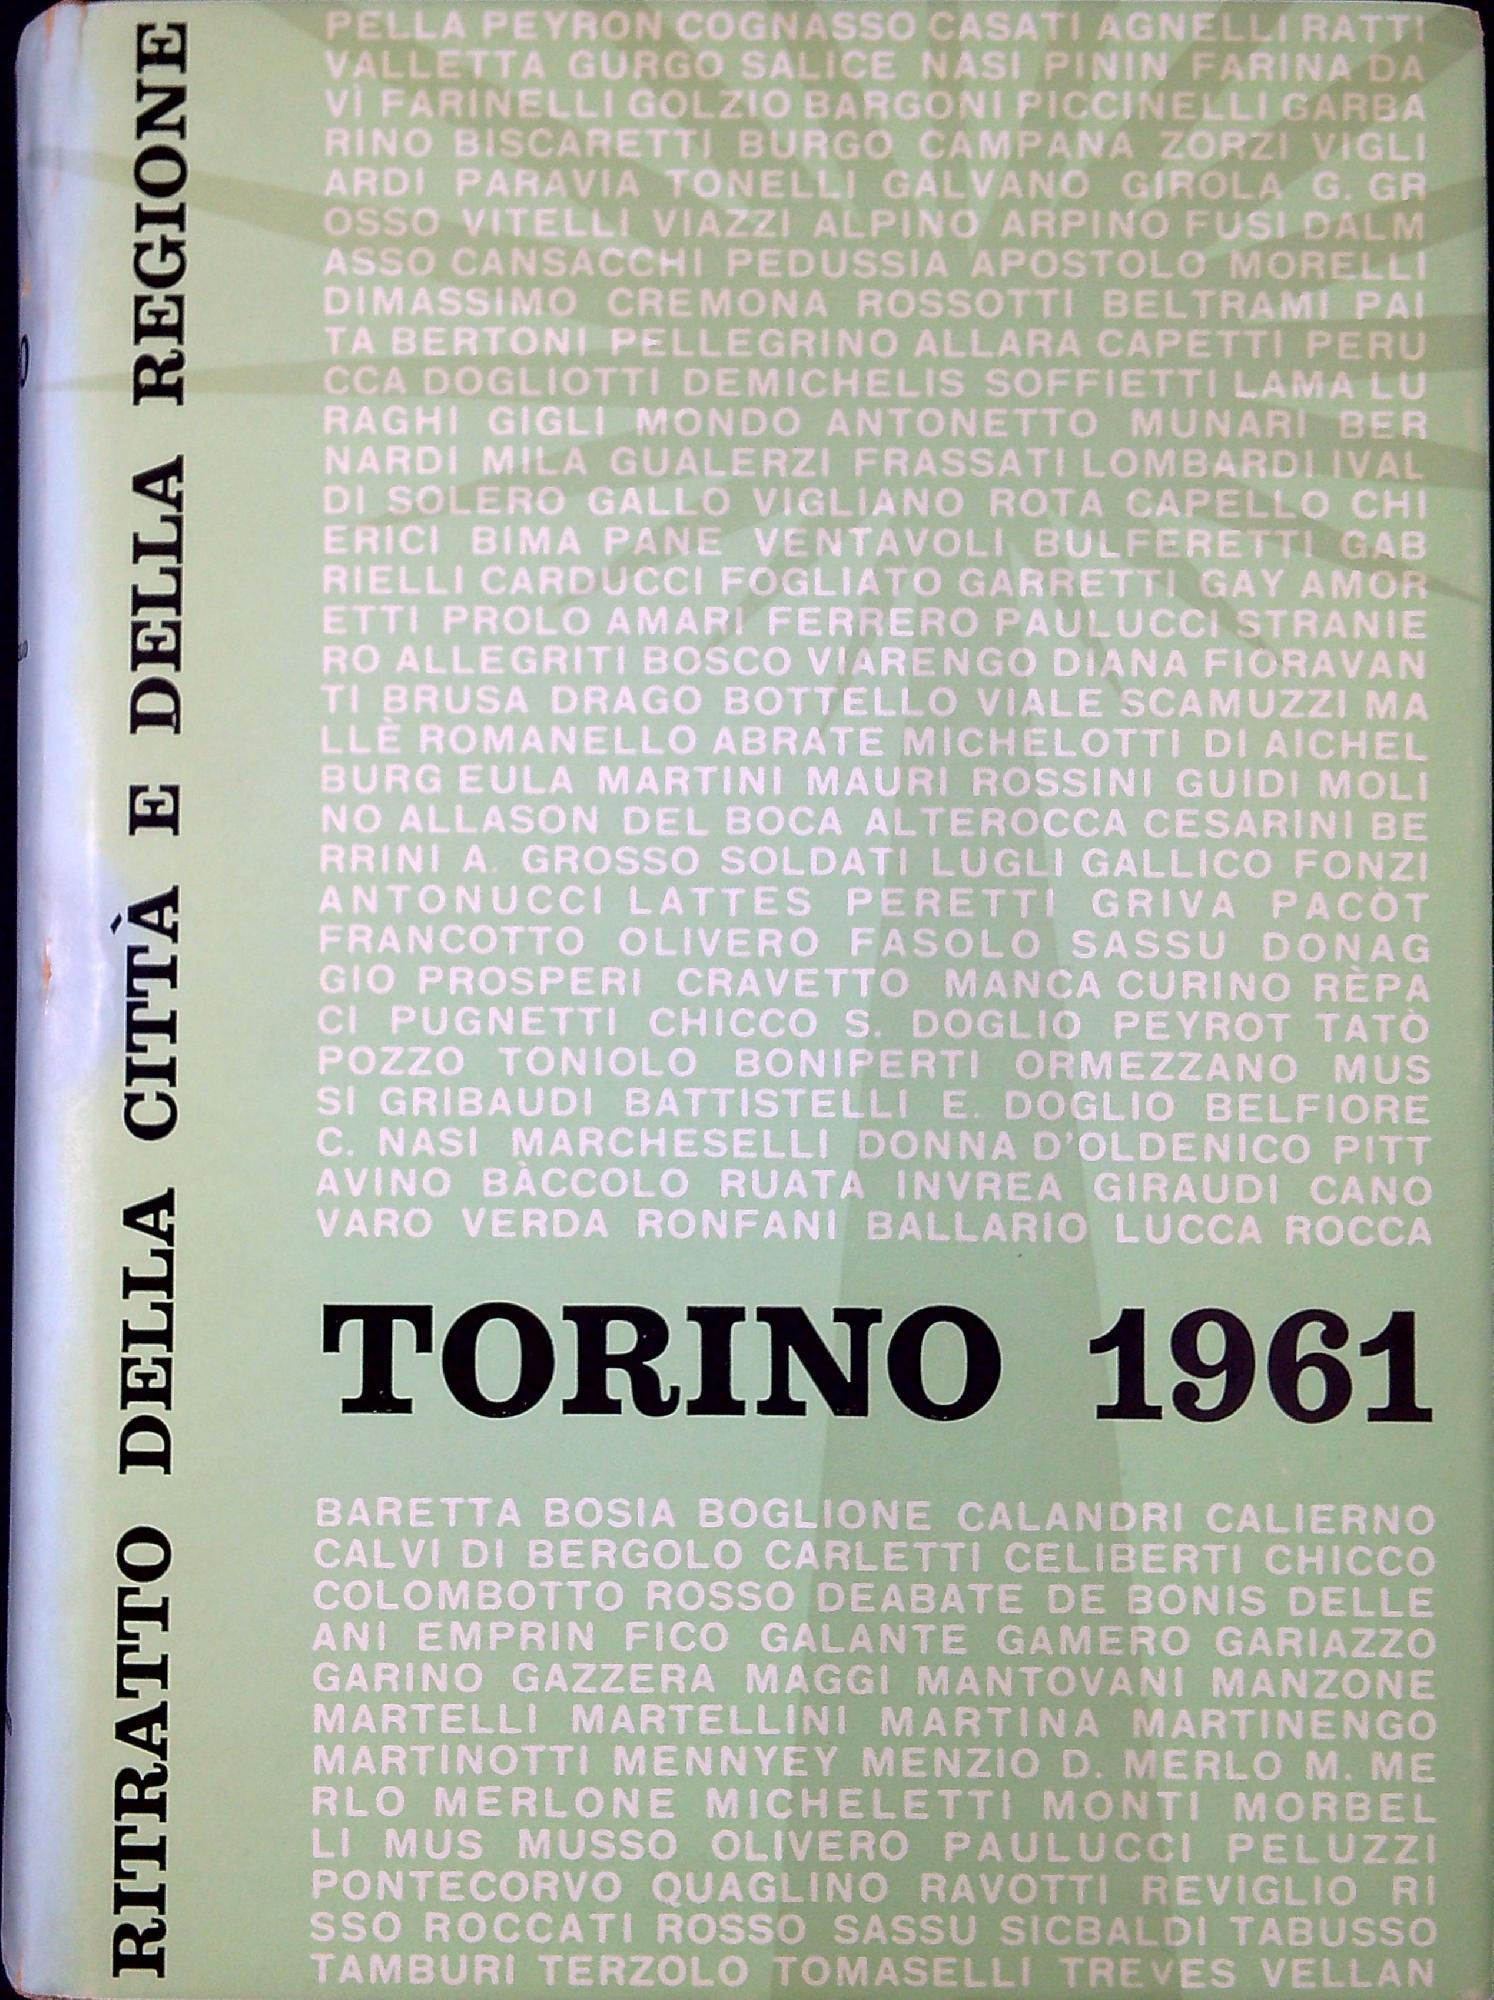 RITRATTO DELLA CITTÀ E DELLA REGIONE
PELLA PEYRON COGNASSO CASATI AGNELLI RATTI
VALLETTA GURGO SALICE NASI PININ FARINA DA
VÌ FARINELLI GOLZIO BARGONI PICCINELLI GARBA
RINO BISCARETTI BURGO CAMPANA ZORZI VIGLI
ARDI PARAVIA TONELLI GALVANO GIROLA G. GR
OSSO VITELLI VIAZZI ALPINO ARPINO FUSI DALM
ASSO CANSACCHI PEDUSSIA APOSTOLO MORELLI
DIMASSIMO CREMONA ROSSOTTI BELTRAMI PAI
TA BERTONI PELLEGRINO ALLARA CAPETTI PERU
CCA DOGLIOTTI DEMICHELIS SOFFIETTI LAMA LU
RAGHI GIGLI MONDO ANTONETTO MUNARI BER
NARDI MILA GUALERZI FRASSATI LOMBARDI IVAL
DI SOLERO GALLO VIGLIANO ROTA CAPELLO CHI
ERICI BIMA PANE VENTAVOLI BULFERETTI GAB
RIELLI CARDUCCI FOGLIATO GARRETTI GAY AMOR
ETTI PROLO AMARI FERRERO PAULUCCI STRANIE
RO ALLEGRITI BOSCO VIARENGO DIANA FIORAVAN
TI BRUSA DRAGO BOTTELLO VIALE SCAMUZZI MA
LLÈ ROMANELLO ABRATE MICHELOTTI DI AICHEL
BURG EULA MARTINI MAURI ROSSINI GUIDI MOLI
NO ALLASON DEL BOCA ALTEROCCA CESARINI BE
RRINI A. GROSSO SOLDATI LUGLI GALLICO FONZI
ANTONUCCI LATTES PERETTI GRIVA PACÒT
FRANCOTTO OLIVERO FASOLO SASSU DONAG
GIO PROSPERI CRAVETTO MANCA CURINO RÈPA
CI PUGNETTI CHICCO S. DOGLIO PEYROT TATÒ
POZZO TONIOLO BONIPERTI ORMEZZANO MUS
SI GRIBAUDI BATTISTELLI E. DOGLIO BELFIORE
C. NASI MARCHESELLI DONNA D'OLDENICO PITT
AVINO BÀCCOLO RUATA INVREA GIRAUDI CANO
VARO VERDA RONFANI BALLARIO LUCCA ROCCA
TORINO 1961
BARETTA BOSIA BOGLIONE CALANDRI CALIERNO
CALVI DI BERGOLO CARLETTI CELIBERTI CHICCO
COLOMBOTTO ROSSO DEABATE DE BONIS DELLE
ANI EMPRIN FICO GALANTE GAMERO GARIAZZO
GARINO GAZZERA MAGGI MANTOVANI MANZONE
MARTELLI MARTELLINI MARTINA MARTINENGO
MARTINOTTI MENNYEY MENZIO D. MERLO M. ME
RLO MERLONE MICHELETTI MONTI MORBEL
LI MUS MUSSO OLIVERO PAULUCCI PELUZZI
PONTECORVO QUAGLINO RAVOTTI REVIGLIO RI
SSO ROCCATI ROSSO SASSU SICBALDI TABUSSO
TAMBURI TERZOLO TOMASELLI TREVES VELLAN